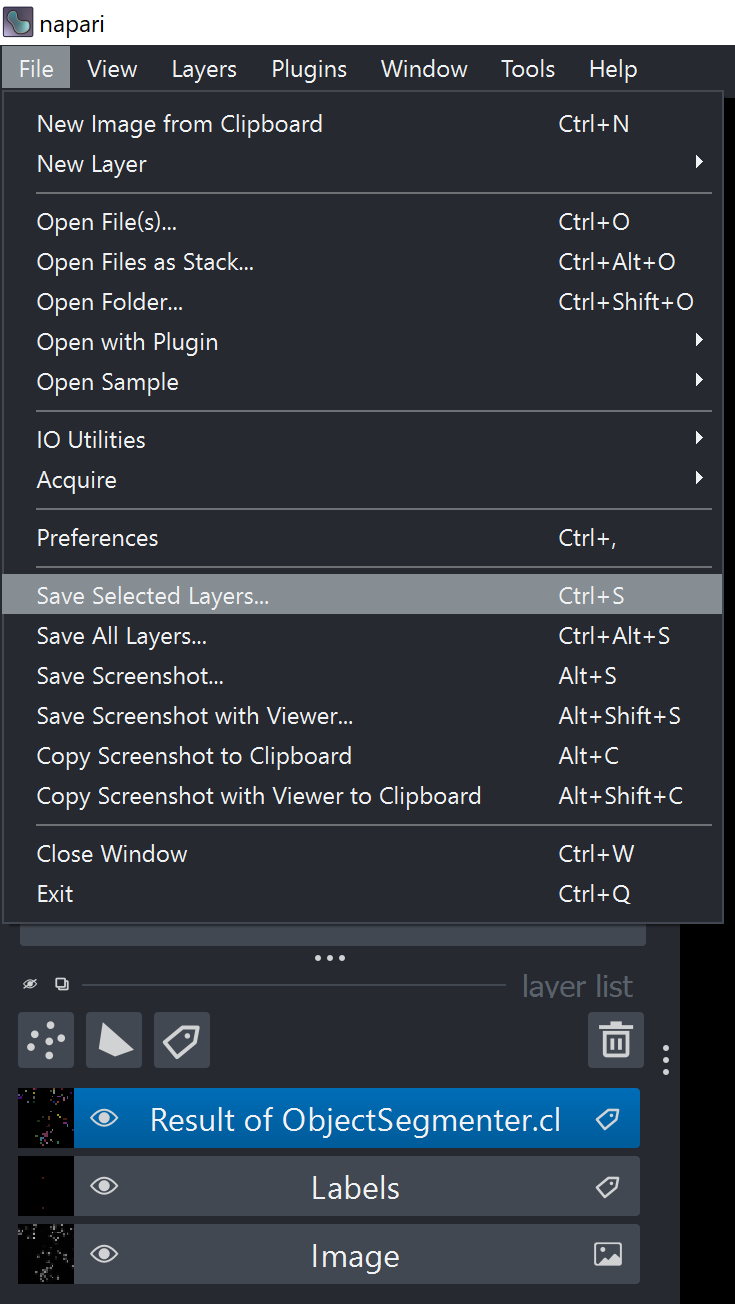 napari
File View Layers Plugins Window Tools Help
New Image from Clipboard Ctrl+N
New Layer
Open File(s)... Ctrl+O
Open Files as Stack... Ctrl+Alt+O
Open Folder... Ctrl+Shift+O
Open with Plugin
Open Sample
IO Utilities
Acquire
Preferences Ctrl+,
Save Selected Layers... Ctrl+S
Save All Layers... Ctrl+Alt+S
Save Screenshot... Alt+S
Save Screenshot with Viewer... Alt+Shift+S
Copy Screenshot to Clipboard Alt+C
Copy Screenshot with Viewer to Clipboard Alt+Shift+C
Close Window Ctrl+W
Exit Ctrl+Q
layer list
Result of ObjectSegmenter.cl
Labels
Image